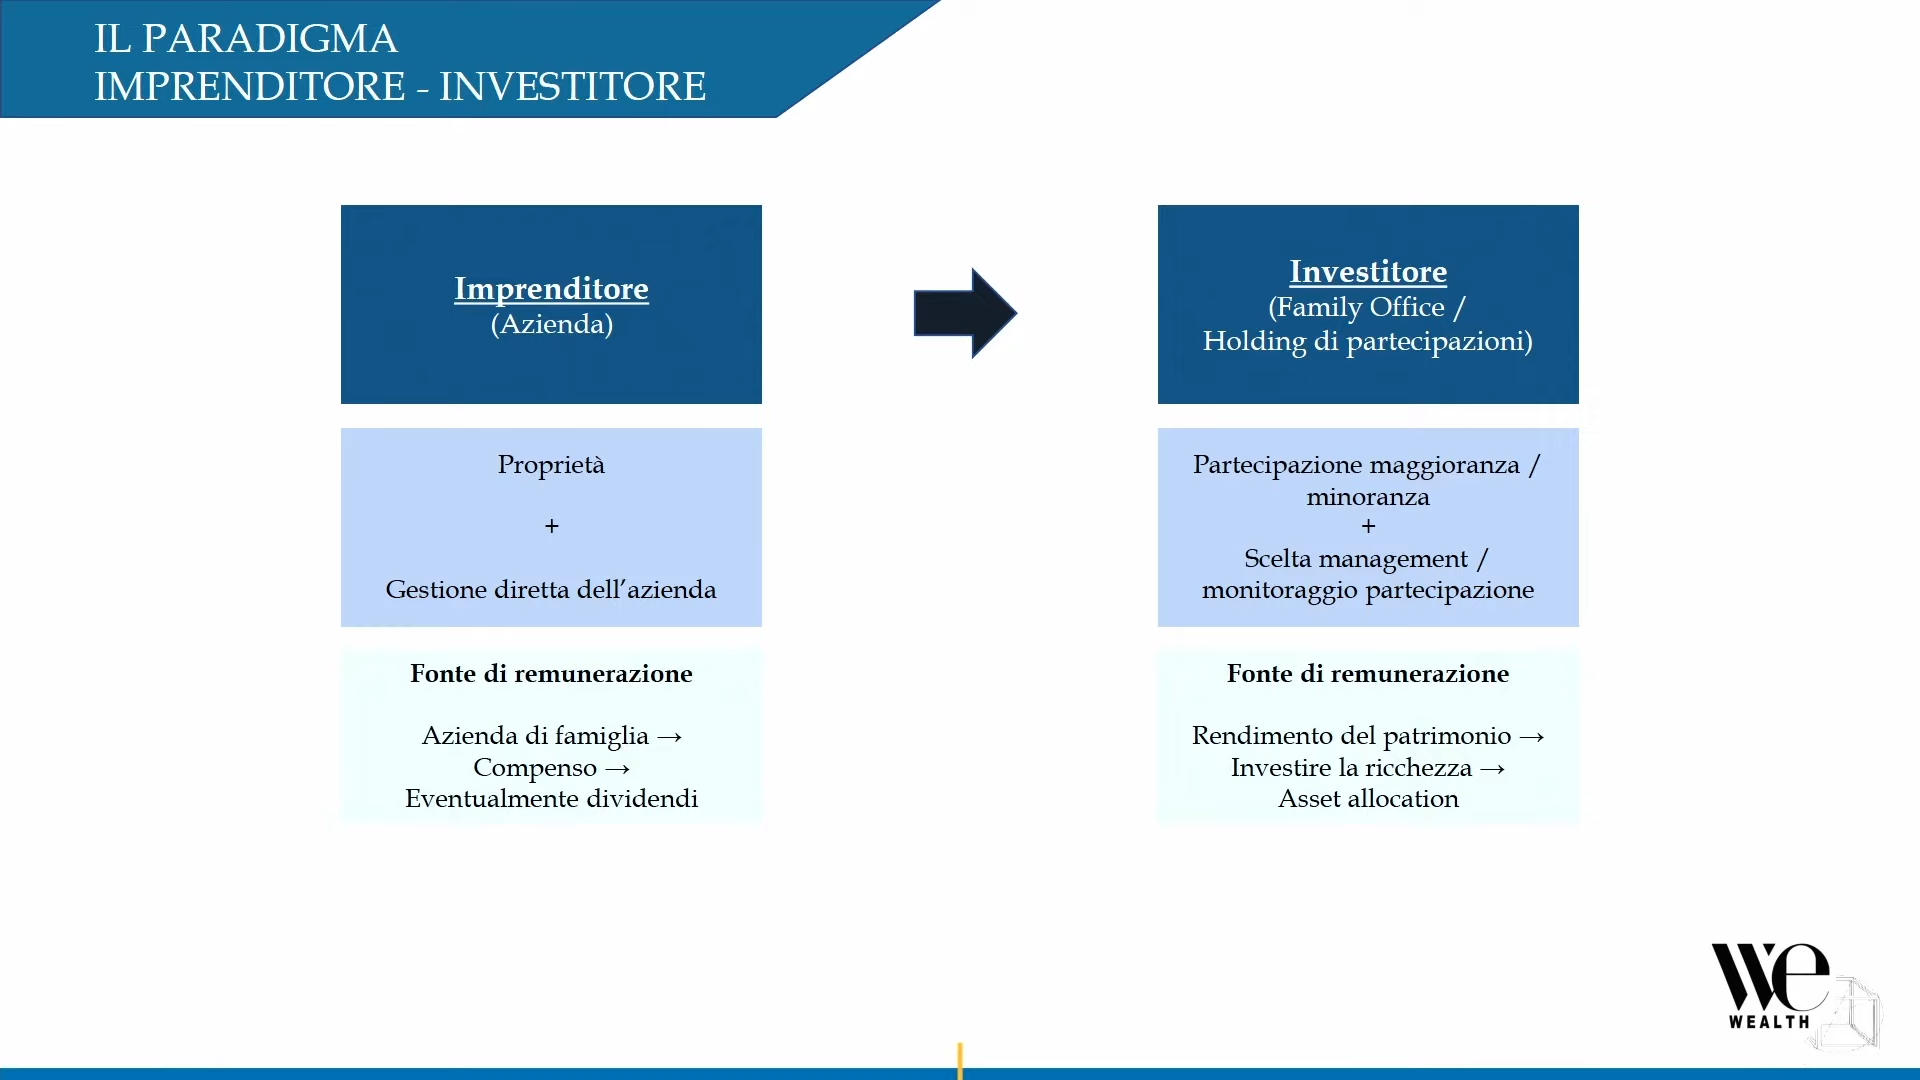 IL PARADIGMA
IMPRENDITORE - INVESTITORE
Imprenditore
(Azienda)
Proprietà
+
Gestione diretta dell’azienda
Fonte di remunerazione
Azienda di famiglia →
Compenso →
Eventualmente dividendi
Investitore
(Family Office /
Holding di partecipazioni)
Partecipazione maggioranza /
minoranza
+
Scelta management /
monitoraggio partecipazione
Fonte di remunerazione
Rendimento del patrimonio →
Investire la ricchezza →
Asset allocation
We
WEALTH